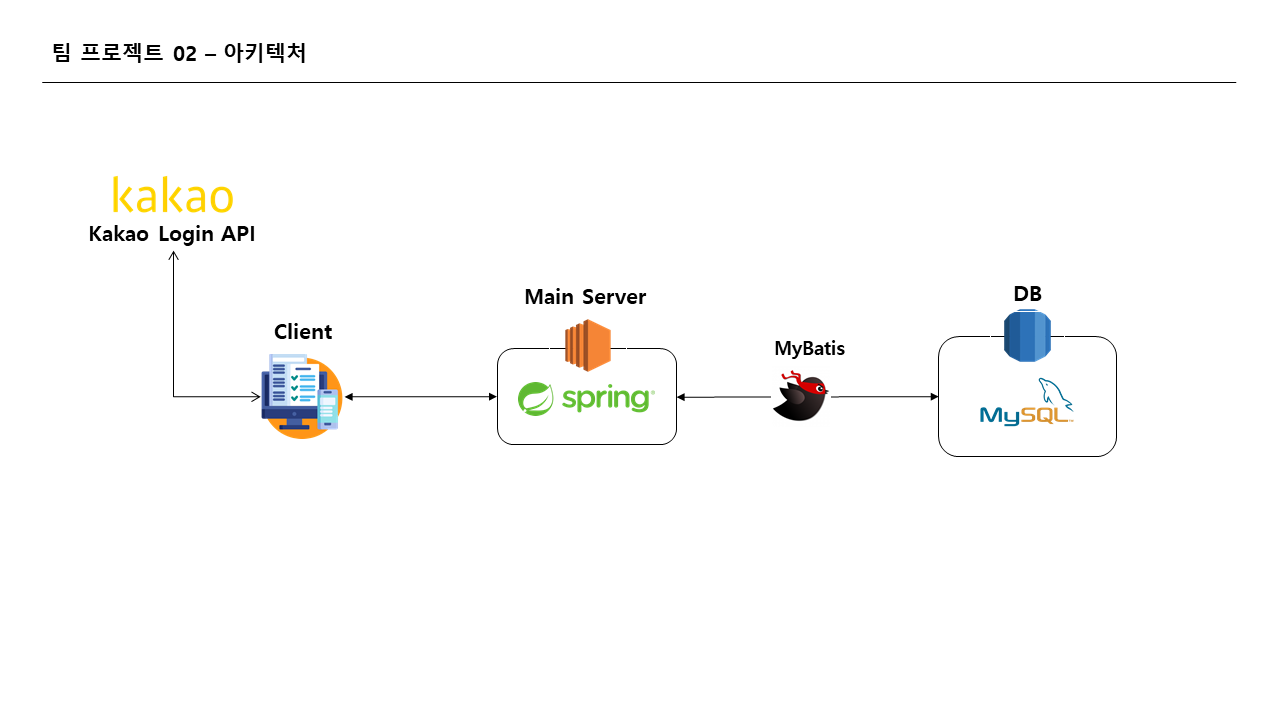 팀 프로젝트 02 – 아키텍처
kakao
Kakao Login API
Client
Main Server
spring®
MyBatis
DB
MySQL™